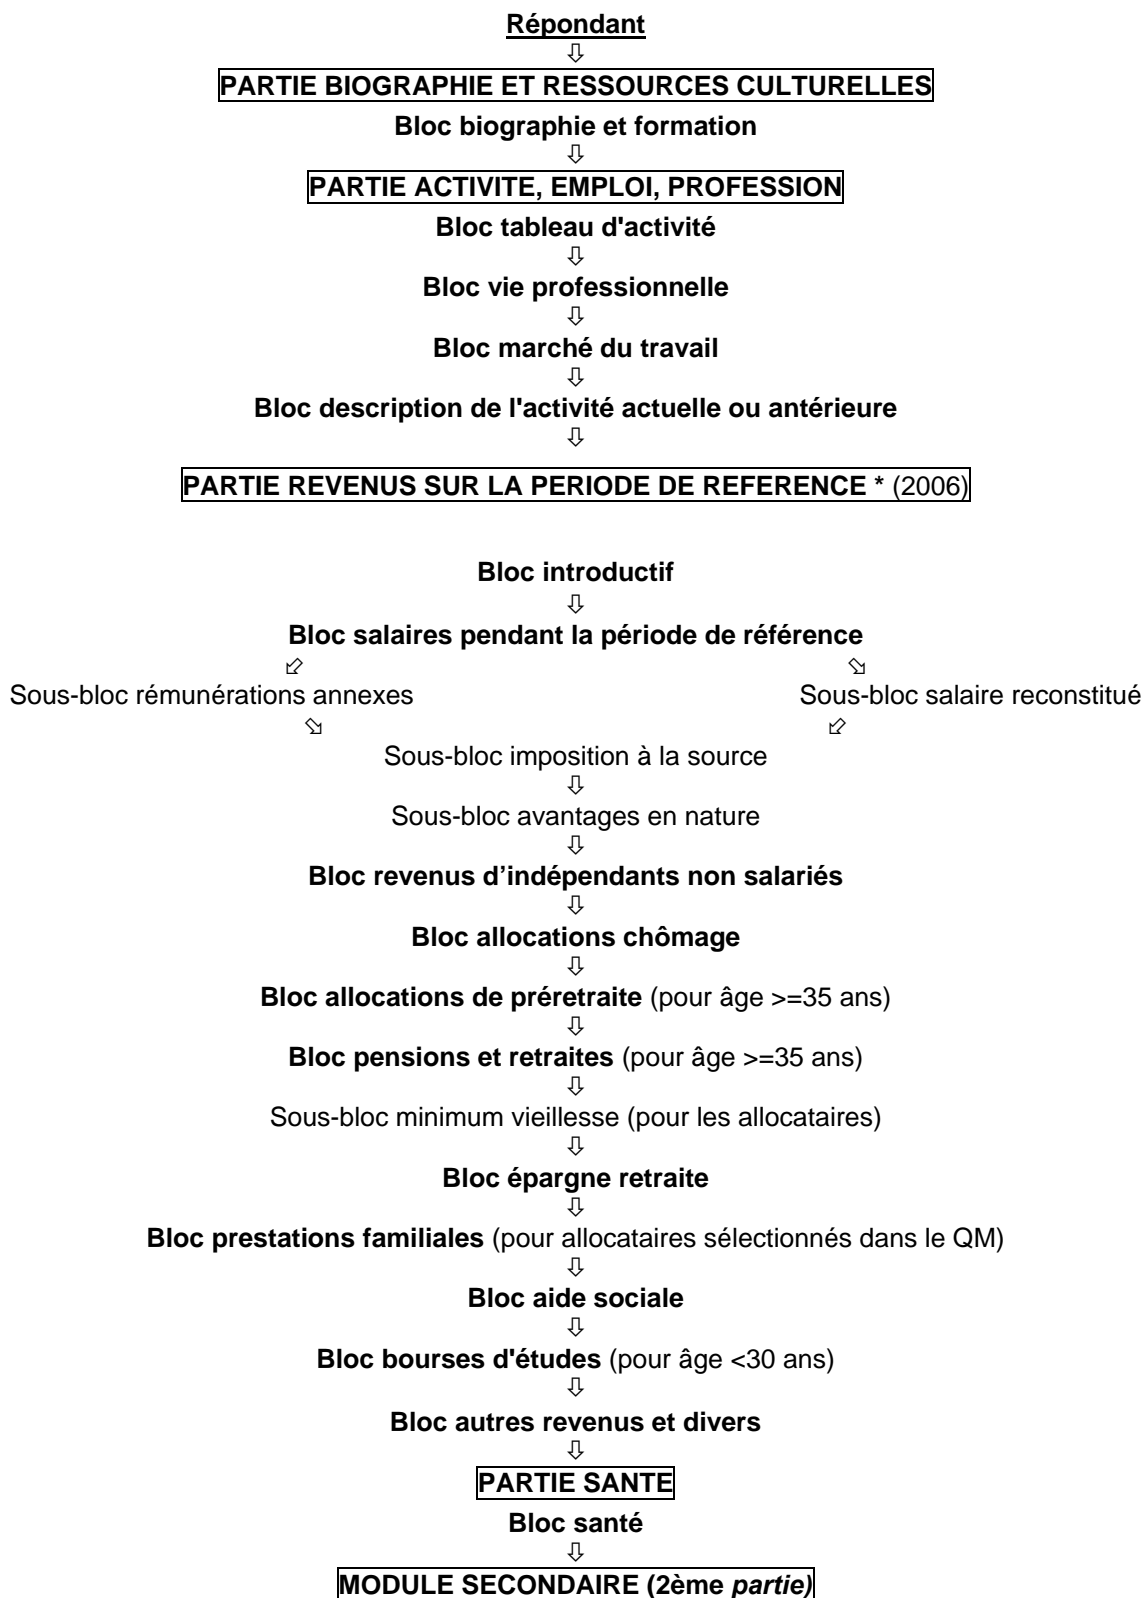 Répondant
⇩
PARTIE BIOGRAPHIE ET RESSOURCES CULTURELLES
Bloc biographie et formation
⇩
PARTIE ACTIVITE, EMPLOI, PROFESSION
Bloc tableau d'activité
⇩
Bloc vie professionnelle
⇩
Bloc marché du travail
⇩
Bloc description de l'activité actuelle ou antérieure
⇩
PARTIE REVENUS SUR LA PERIODE DE REFERENCE * (2006)
Bloc introductif
⇩
Bloc salaires pendant la période de référence
⬃ ⬂
Sous-bloc rémunérations annexes Sous-bloc salaire reconstitué
⬂ ⬃
Sous-bloc imposition à la source
⇩
Sous-bloc avantages en nature
⇩
Bloc revenus d’indépendants non salariés
⇩
Bloc allocations chômage
⇩
Bloc allocations de préretraite (pour âge >=35 ans)
⇩
Bloc pensions et retraites (pour âge >=35 ans)
⇩
Sous-bloc minimum vieillesse (pour les allocataires)
⇩
Bloc épargne retraite
⇩
Bloc prestations familiales (pour allocataires sélectionnés dans le QM)
⇩
Bloc aide sociale
⇩
Bloc bourses d'études (pour âge <30 ans)
⇩
Bloc autres revenus et divers
⇩
PARTIE SANTE
Bloc santé
⇩
MODULE SECONDAIRE (2ème partie)